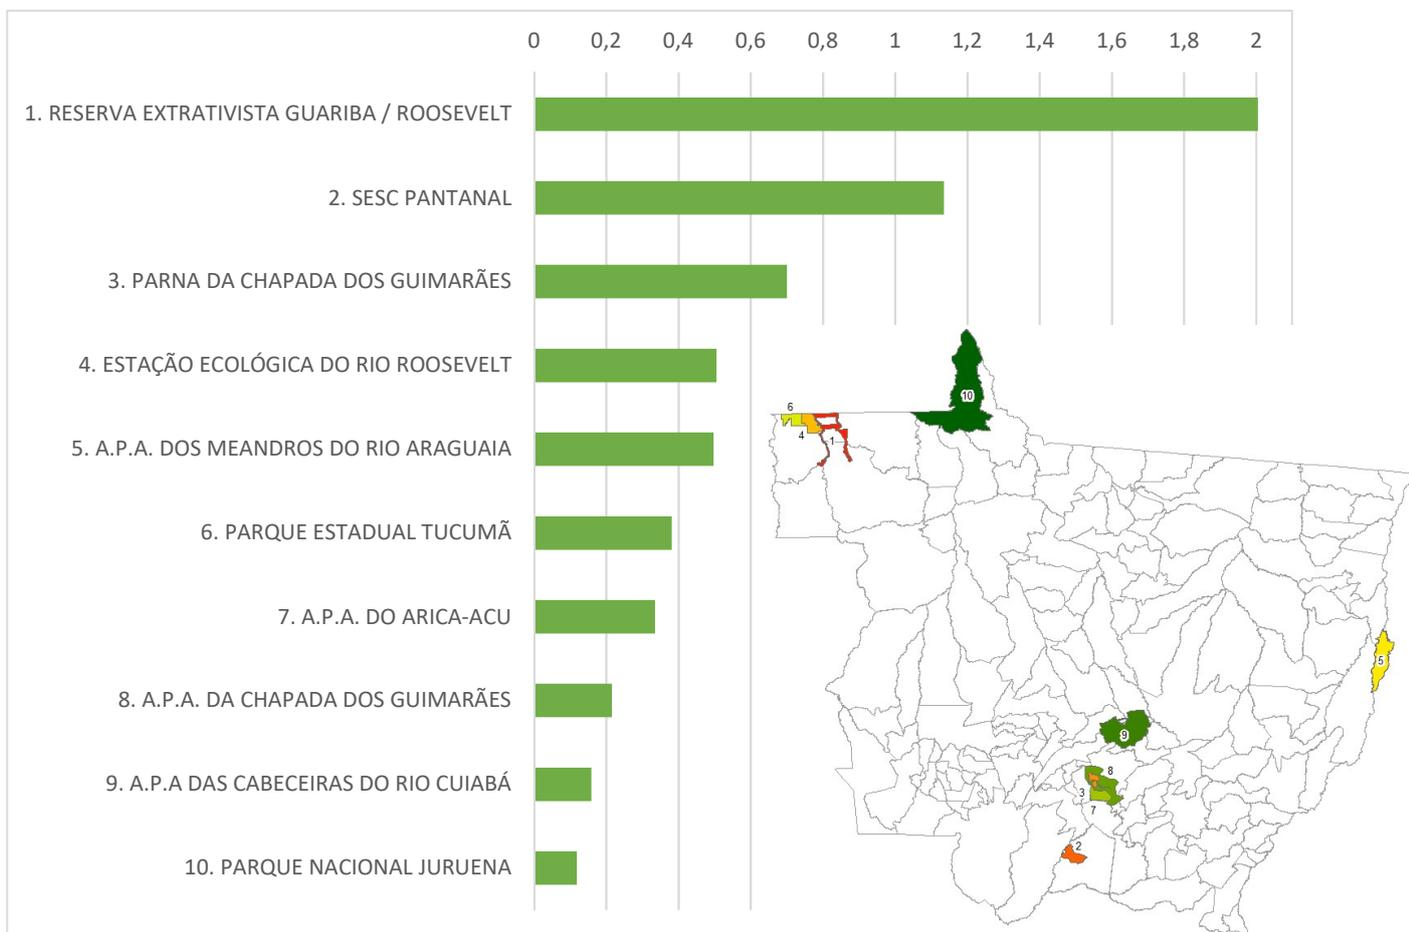 0 0,2 0,4 0,6 0,8 1 1,2 1,4 1,6 1,8 2
1. RESERVA EXTRATIVISTA GUARIBA / ROOSEVELT
2. SESC PANTANAL
3. PARNA DA CHAPADA DOS GUIMARÃES
4. ESTAÇÃO ECOLÓGICA DO RIO ROOSEVELT
5. A.P.A. DOS MEANDROS DO RIO ARAGUAIA
6. PARQUE ESTADUAL TUCUMÃ
7. A.P.A. DO ARICA-ACU
8. A.P.A. DA CHAPADA DOS GUIMARÃES
9. A.P.A DAS CABECEIRAS DO RIO CUIABÁ
10. PARQUE NACIONAL JURUENA
10
6
4
1
5
9
8
3
7
2